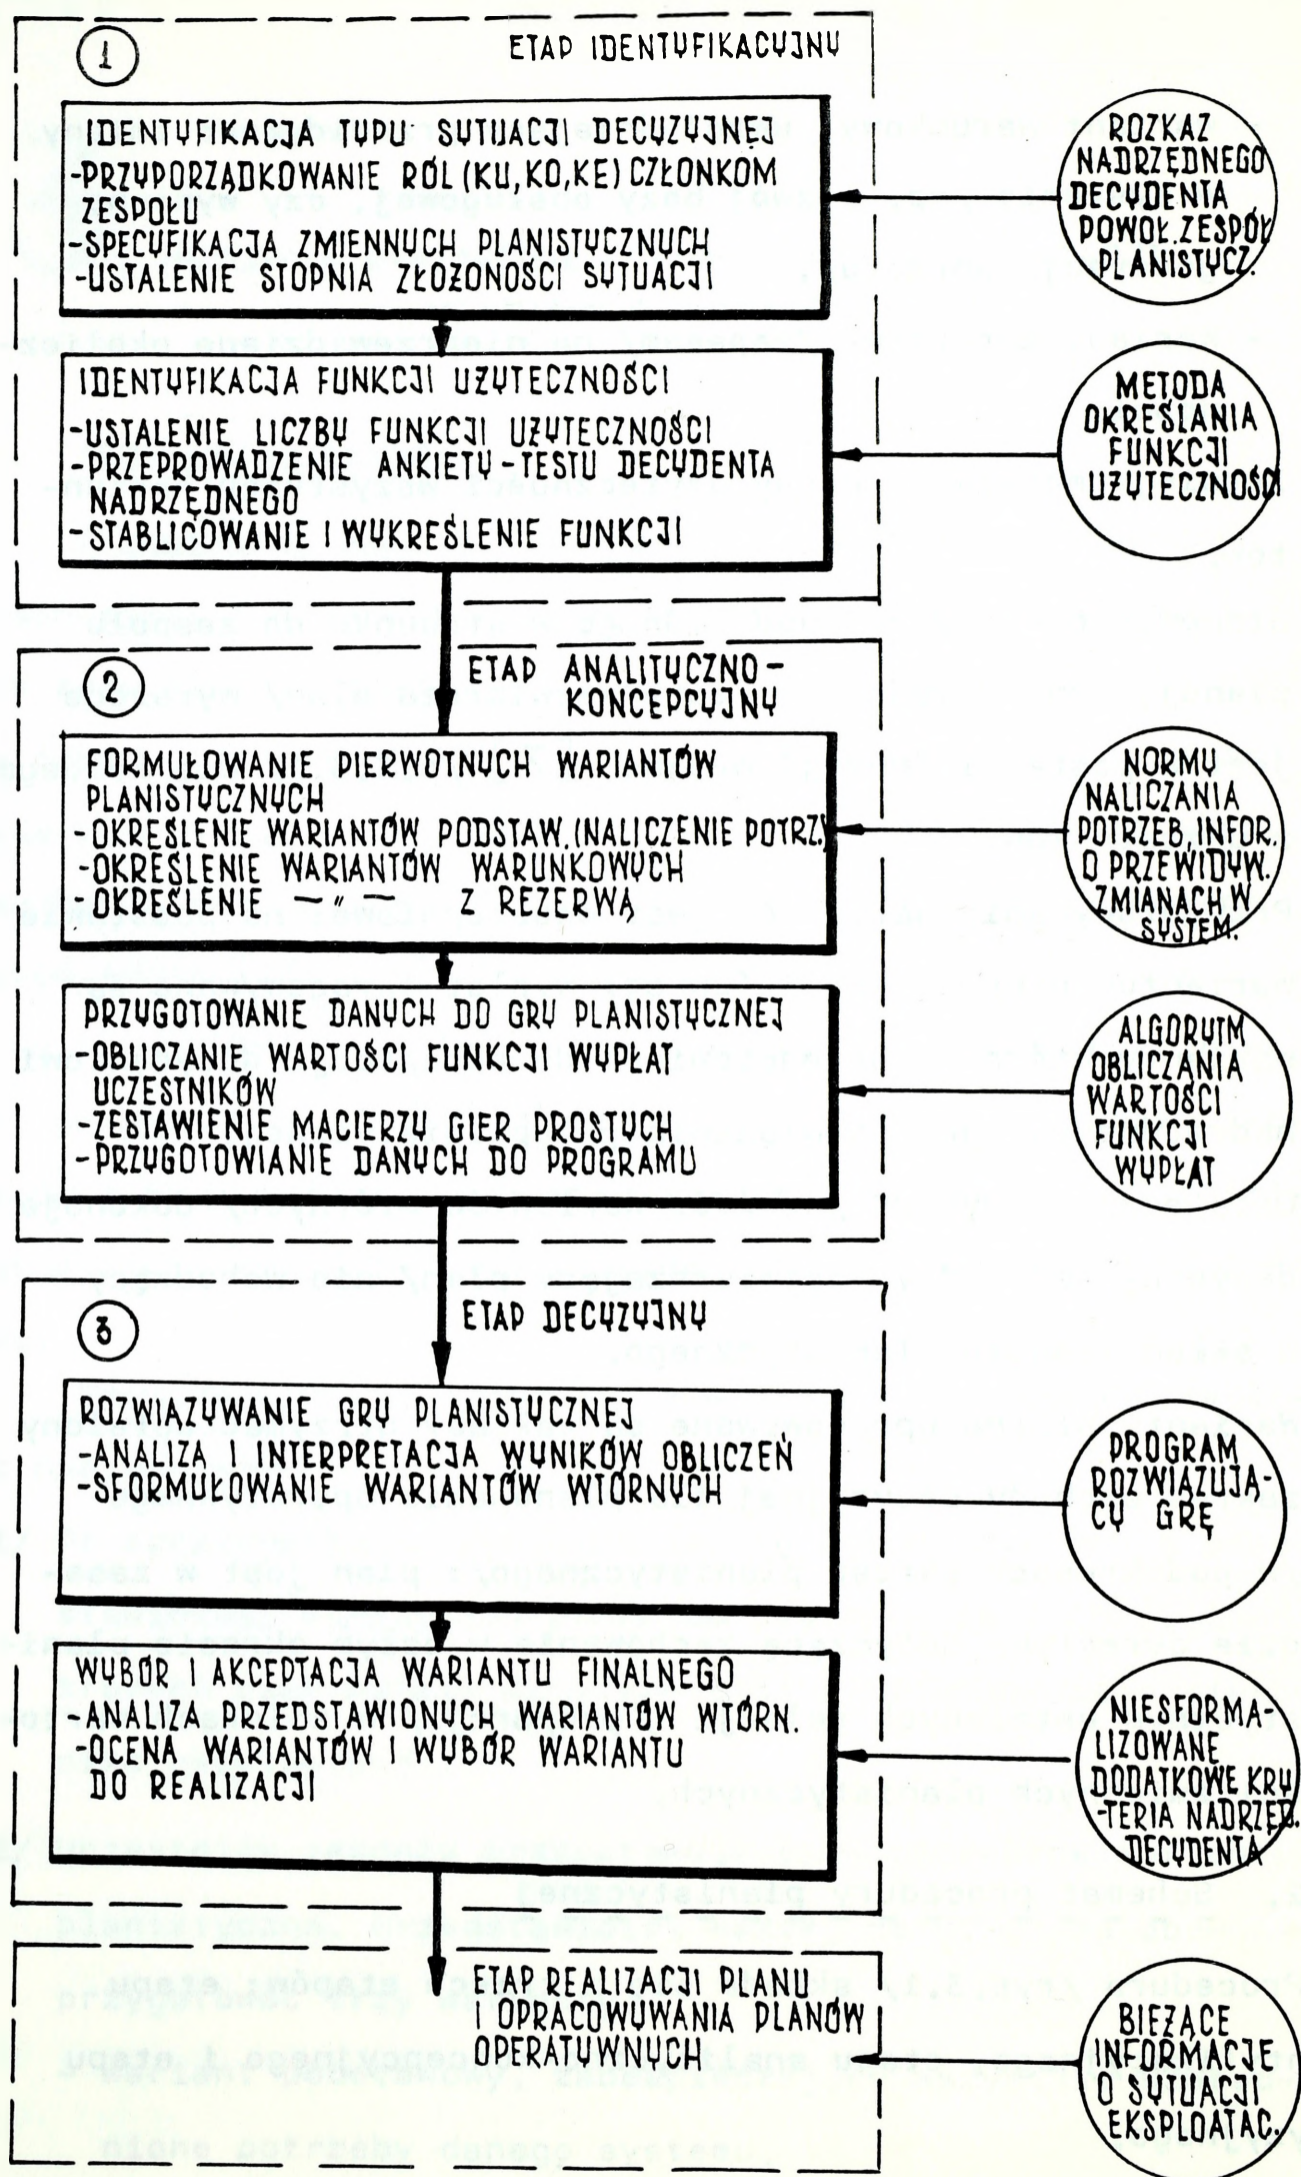 1
ETAP IDENTYFIKACYJNY
IDENTYFIKACJA TYPU SYTUACJI DECYZYJNEJ
-PRZYPORZĄDKOWANIE RÓL (KU, KO, KE) CZŁONKOM
ZESPOŁU
-SPECYFIKACJA ZMIENNYCH PLANISTYCZNYCH
-USTALENIE STOPNIA ZŁOŻONOŚCI SYTUACJI
ROZKAZ
NADRZĘDNEGO
DECYDENTA
POWOŁ. ZESPÓŁ
PLANISTYCZ.
IDENTYFIKACJA FUNKCJI UŻYTECZNOŚCI
-USTALENIE LICZBY FUNKCJI UŻYTECZNOŚCI
-PRZEPROWADZENIE ANKIETY-TESTU DECYDENTA
NADRZĘDNEGO
-STABLICOWANIE I WYKREŚLENIE FUNKCJI
METODA
OKREŚLANIA
FUNKCJI
UŻYTECZNOŚCI
2
ETAP ANALITYCZNO-
KONCEPCYJNY
FORMUŁOWANIE PIERWOTNYCH WARIANTÓW
PLANISTYCZNYCH
-OKREŚLENIE WARIANTÓW PODSTAW. (NALICZENIE POTRZ.)
-OKREŚLENIE WARIANTÓW WARUNKOWYCH
-OKREŚLENIE —"— Z REZERWĄ
NORMY
NALICZANIA
POTRZEB, INFOR.
O PRZEWIDYW.
ZMIANACH W
SYSTEM.
PRZYGOTOWANIE DANYCH DO GRY PLANISTYCZNEJ
-OBLICZANIE WARTOŚCI FUNKCJI WYPŁAT
UCZESTNIKÓW
-ZESTAWIENIE MACIERZY GIER PROSTYCH
-PRZYGOTOWIANIE DANYCH DO PROGRAMU
ALGORYTM
OBLICZANIA
WARTOŚCI
FUNKCJI
WYPŁAT
3
ETAP DECYZYJNY
ROZWIĄZYWANIE GRY PLANISTYCZNEJ
-ANALIZA I INTERPRETACJA WYNIKÓW OBLICZEŃ
-SFORMUŁOWANIE WARIANTÓW WTÓRNYCH
PROGRAM
ROZWIĄZUJĄ-
CY GRĘ
WYBÓR I AKCEPTACJA WARIANTU FINALNEGO
-ANALIZA PRZEDSTAWIONYCH WARIANTÓW WTÓRN.
-OCENA WARIANTÓW I WYBÓR WARIANTU
DO REALIZACJI
NIESFORMA-
LIZOWANE
DODATKOWE KRY
-TERIA NADRZĘD.
DECYDENTA
ETAP REALIZACJI PLANU
I OPRACOWYWANIA PLANÓW
OPERATYWNYCH
BIEŻĄCE
INFORMACJE
O SYTUACJI
EKSPLOATAC.